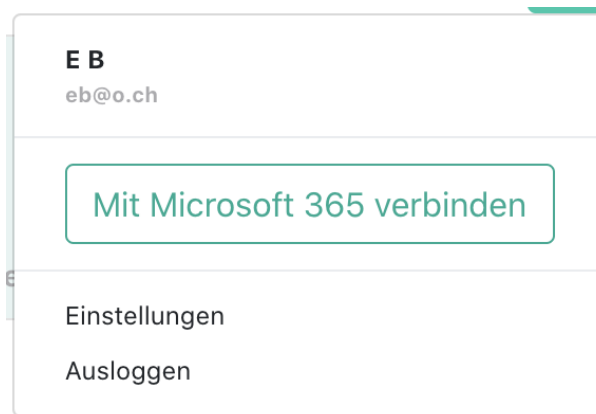 E B
eb@o.ch
Mit Microsoft 365 verbinden
e
Einstellungen
Ausloggen